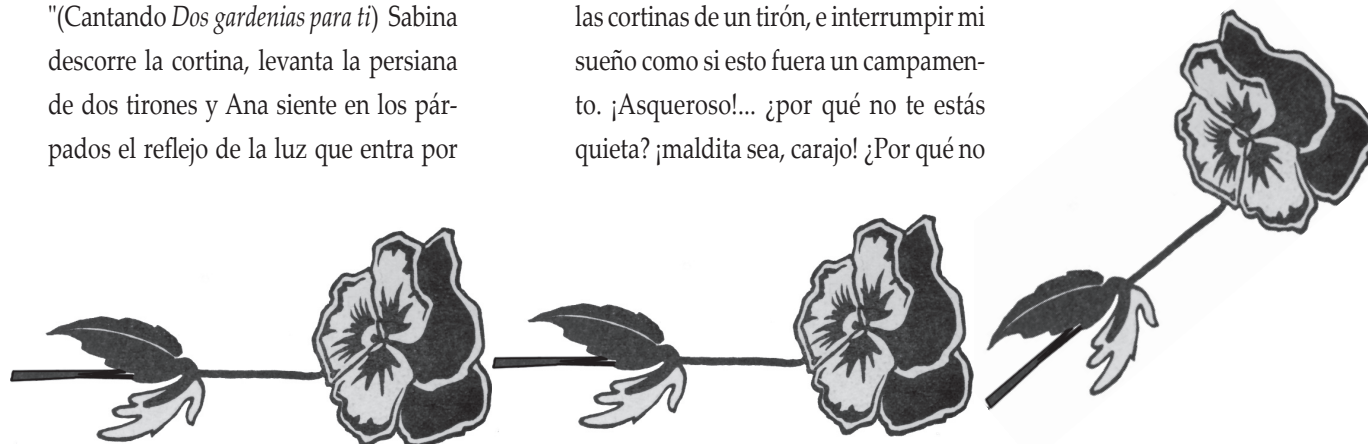 "(Cantando Dos gardenias para ti) Sabina
descorre la cortina, levanta la persiana
de dos tirones y Ana siente en los pár-
pados el reflejo de la luz que entra por
las cortinas de un tirón, e interrumpir mi
sueño como si esto fuera un campamen-
to. ¡Asqueroso!... ¿por qué no te estás
quieta? ¡maldita sea, carajo! ¿Por qué no